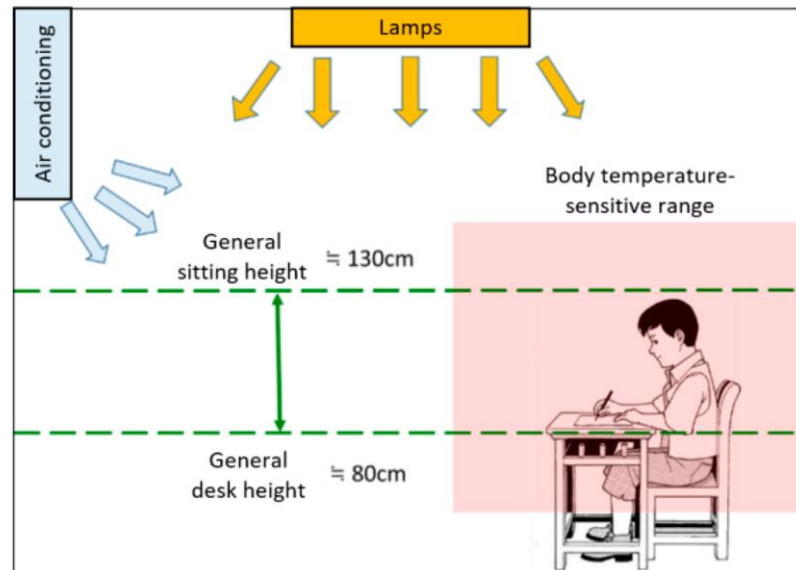 Lamps
Air conditioning
Body temperature-
sensitive range
General
sitting height ≒ 130cm
General
desk height ≒ 80cm